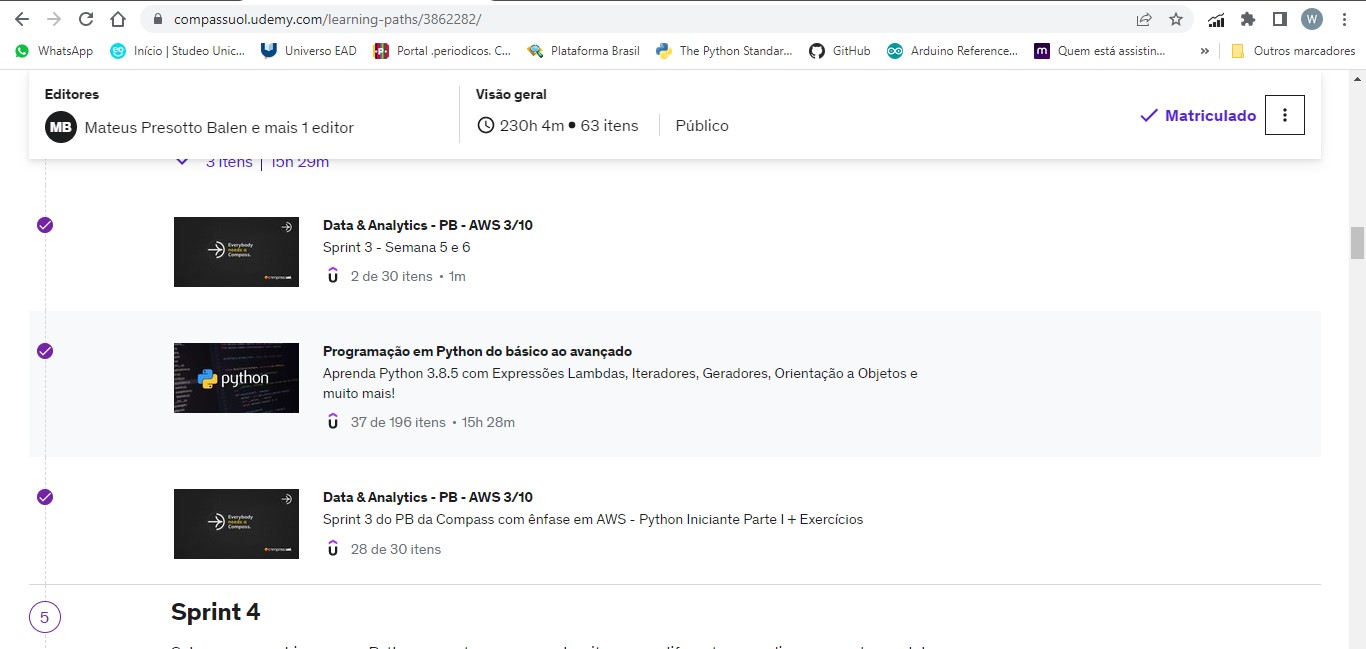 compassuol.udemy.com/learning-paths/3862282/
W
WhatsApp
Início | Studeo Unic...
Universo EAD
Portal .periodicos. C...
Plataforma Brasil
The Python Standar...
GitHub
Arduino Reference...
m
Quem está assistin...
»
Outros marcadores
Editores
MB
Mateus Presotto Balen e mais 1 editor
Visão geral
230h 4m • 63 itens
Público
Matriculado
3 itens | 15h 29m
Everybody
needs a
Compass.
compass.uol
Data & Analytics - PB - AWS 3/10
Sprint 3 - Semana 5 e 6
2 de 30 itens • 1m
python
Programação em Python do básico ao avançado
Aprenda Python 3.8.5 com Expressões Lambdas, Iteradores, Geradores, Orientação a Objetos e
muito mais!
37 de 196 itens • 15h 28m
Everybody
needs a
Compass.
compass.uol
Data & Analytics - PB - AWS 3/10
Sprint 3 do PB da Compass com ênfase em AWS - Python Iniciante Parte I + Exercícios
28 de 30 itens
5
Sprint 4